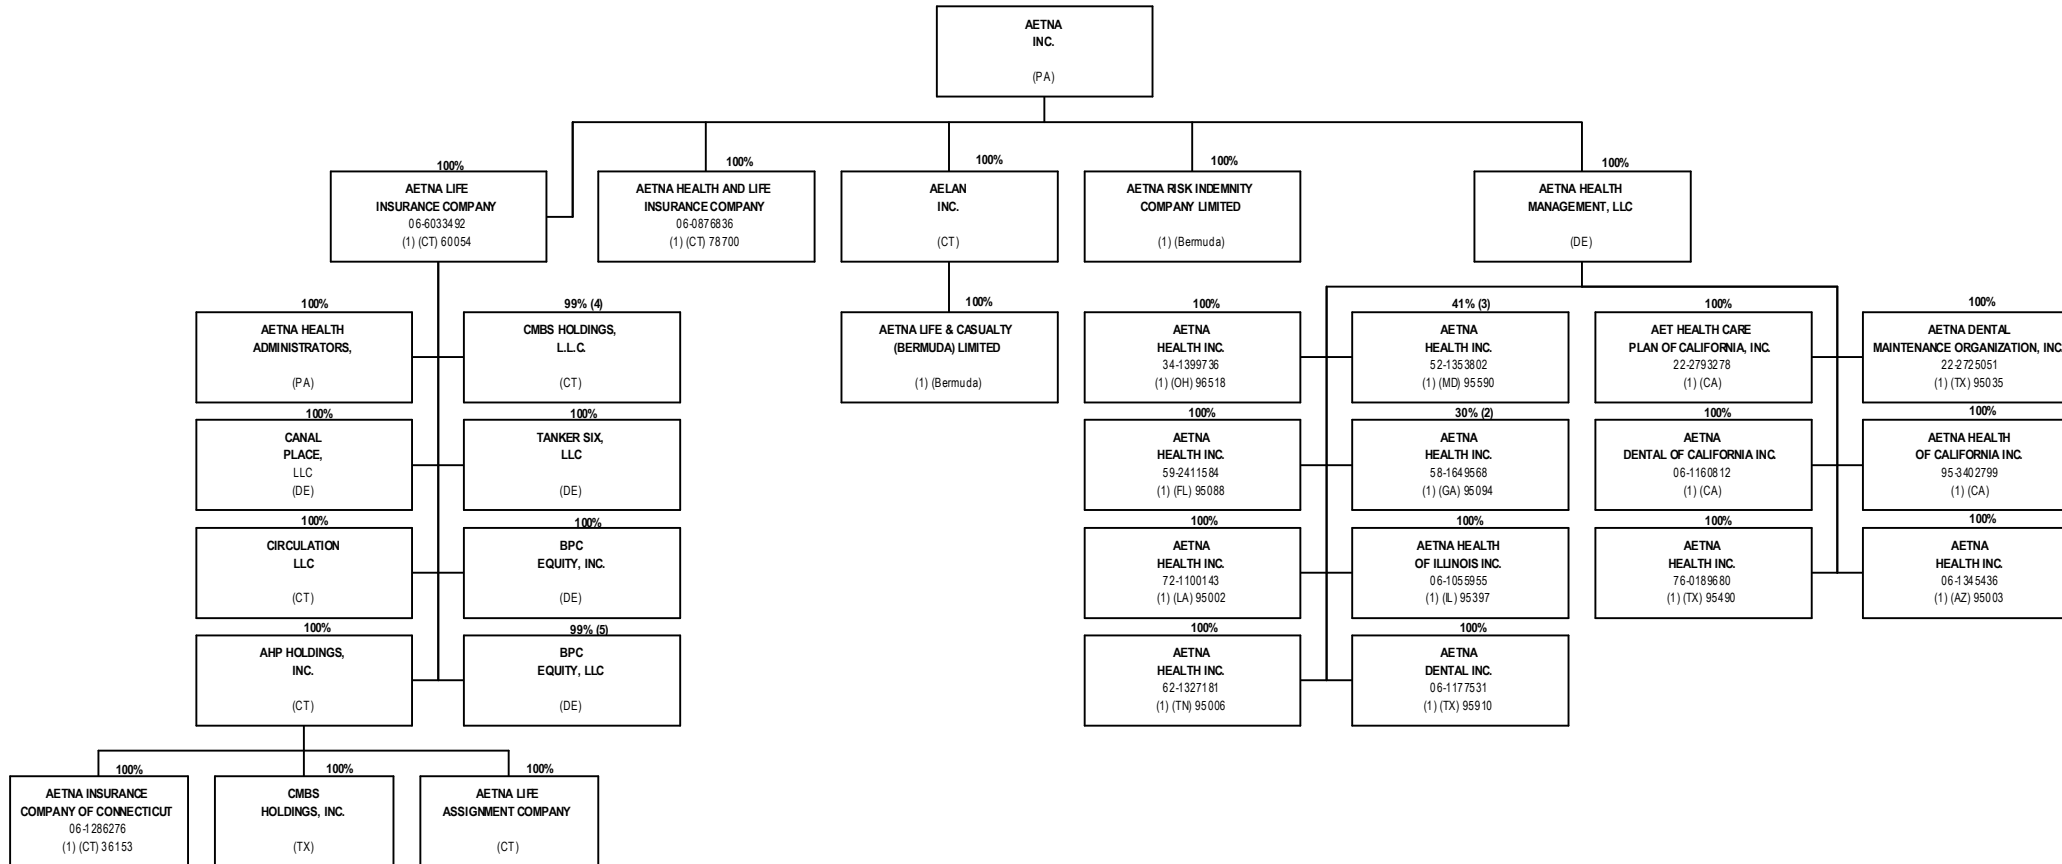 AETNA
INC.
(PA)
100%
AETNA LIFE
INSURANCE COMPANY
06-6033492
(1) (CT) 60054
100%
AETNA HEALTH AND LIFE
INSURANCE COMPANY
06-0876836
(1) (CT) 78700
100%
AELAN
INC.
(CT)
100%
AETNA RISK INDEMNITY
COMPANY LIMITED
(1) (Bermuda)
100%
AETNA HEALTH
MANAGEMENT, LLC
(DE)
100%
AETNA HEALTH
ADMINISTRATORS,
(PA)
99% (4)
CMBS HOLDINGS,
L.L.C.
(CT)
100%
AETNA LIFE & CASUALTY
(BERMUDA) LIMITED
(1) (Bermuda)
100%
AETNA
HEALTH INC.
34-1399736
(1) (OH) 96518
41% (3)
AETNA
HEALTH INC.
52-1353802
(1) (MD) 95590
100%
AET HEALTH CARE
PLAN OF CALIFORNIA, INC.
22-2793278
(1) (CA)
100%
AETNA DENTAL
MAINTENANCE ORGANIZATION, INC.
22-2725051
(1) (TX) 95035
100%
CANAL
PLACE,
LLC
(DE)
100%
TANKER SIX,
LLC
(DE)
100%
AETNA
HEALTH INC.
59-2411584
(1) (FL) 95088
30% (2)
AETNA
HEALTH INC.
58-1649568
(1) (GA) 95094
100%
AETNA
DENTAL OF CALIFORNIA INC.
06-1160812
(1) (CA)
100%
AETNA HEALTH
OF CALIFORNIA INC.
95-3402799
(1) (CA)
100%
CIRCULATION
LLC
(CT)
100%
BPC
EQUITY, INC.
(DE)
100%
AETNA
HEALTH INC.
72-1100143
(1) (LA) 95002
100%
AETNA HEALTH
OF ILLINOIS INC.
06-1055955
(1) (IL) 95397
100%
AETNA
HEALTH INC.
76-0189680
(1) (TX) 95490
100%
AETNA
HEALTH INC.
06-1345436
(1) (AZ) 95003
100%
AHP HOLDINGS,
INC.
(CT)
99% (5)
BPC
EQUITY, LLC
(DE)
100%
AETNA
HEALTH INC.
62-1327181
(1) (TN) 95006
100%
AETNA
DENTAL INC.
06-1177531
(1) (TX) 95910
100%
AETNA INSURANCE
COMPANY OF CONNECTICUT
06-1286276
(1) (CT) 36153
100%
CMBS
HOLDINGS, INC.
(TX)
100%
AETNA LIFE
ASSIGNMENT COMPANY
(CT)